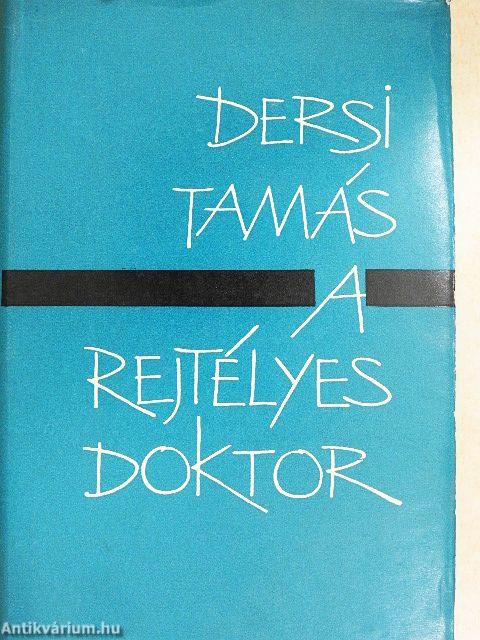 DERSI
TAMÁS
A
REJTÉLYES
DOKTOR
Antikvárium.hu